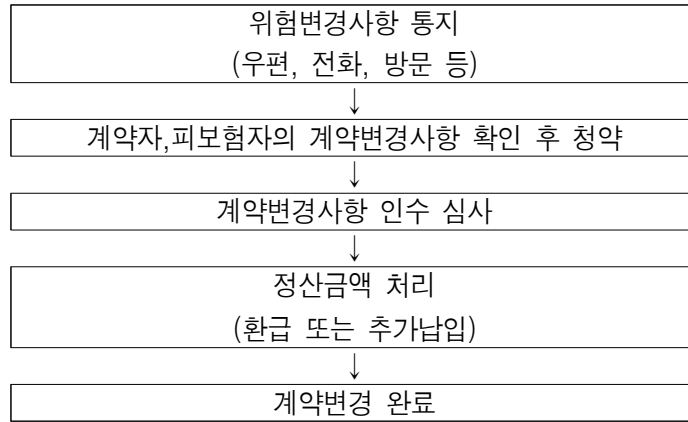 위험변경사항 통지
(우편, 전화, 방문 등)
↓
계약자,피보험자의 계약변경사항 확인 후 청약
↓
계약변경사항 인수 심사
↓
정산금액 처리
(환급 또는 추가납입)
↓
계약변경 완료